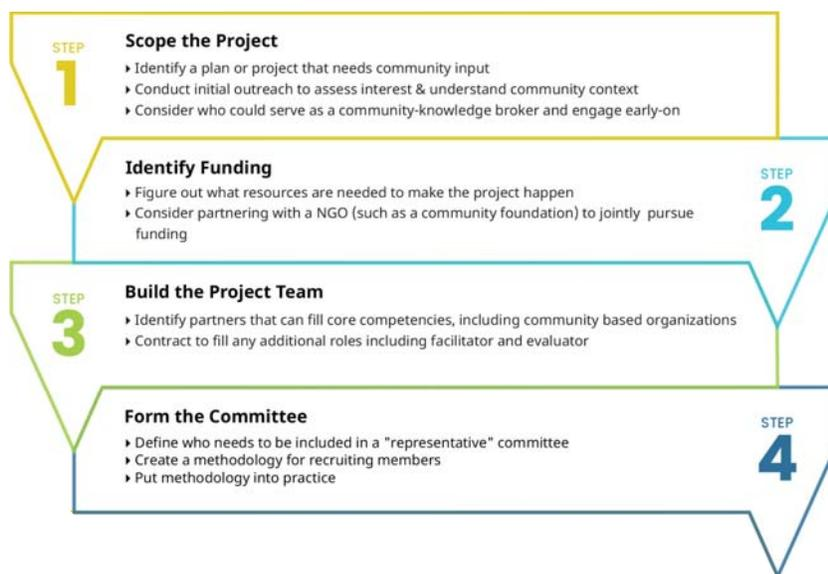 STEP
1
Scope the Project
‣ Identify a plan or project that needs community input
‣ Conduct initial outreach to assess interest & understand community context
‣ Consider who could serve as a community-knowledge broker and engage early-on
Identify Funding
‣ Figure out what resources are needed to make the project happen
‣ Consider partnering with a NGO (such as a community foundation) to jointly pursue
funding
STEP
2
STEP
3
Build the Project Team
‣ Identify partners that can fill core competencies, including community based organizations
‣ Contract to fill any additional roles including facilitator and evaluator
Form the Committee
‣ Define who needs to be included in a "representative" committee
‣ Create a methodology for recruiting members
‣ Put methodology into practice
STEP
4